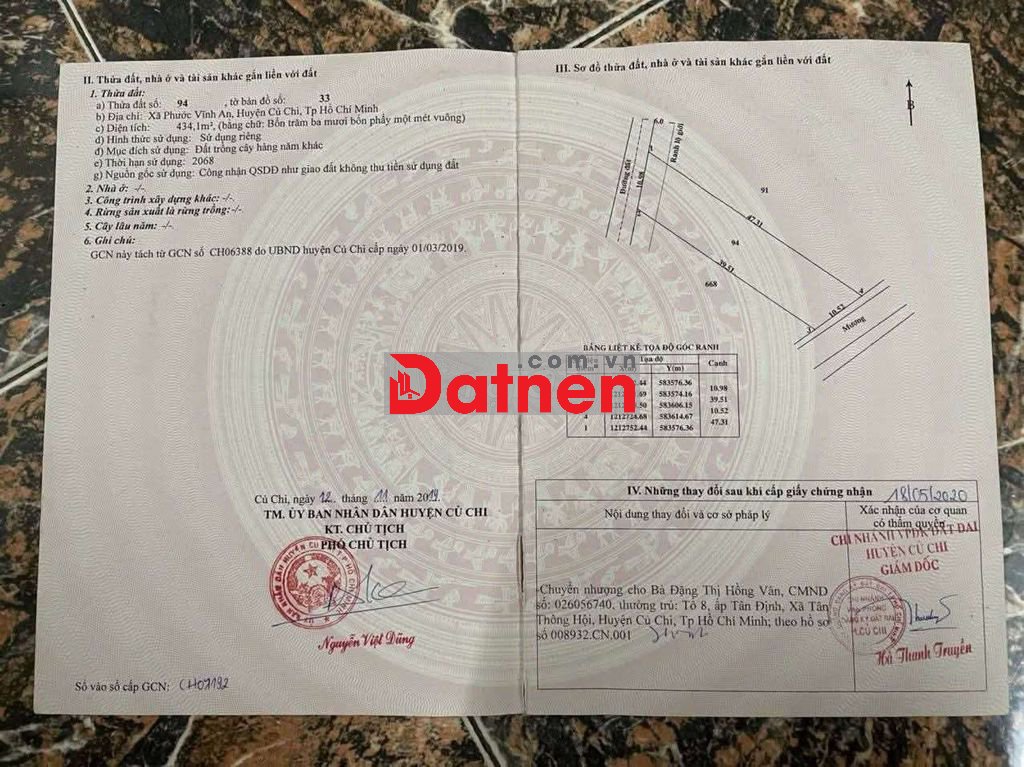 II. Thửa đất, nhà ở và tài sản khác gắn liền với đất
1. Thửa đất:
a) Thửa đất số: 94 , tờ bản đồ số: 33
b) Địa chỉ: Xã Phước Vĩnh An, Huyện Củ Chi, Tp Hồ Chí Minh
c) Diện tích: 434,1m², (bằng chữ: Bốn trăm ba mươi bốn phẩy một mét vuông)
d) Hình thức sử dụng: Sử dụng riêng
đ) Mục đích sử dụng: Đất trồng cây hàng năm khác
e) Thời hạn sử dụng: 2068
g) Nguồn gốc sử dụng: Công nhận QSDĐ như giao đất không thu tiền sử dụng đất
2. Nhà ở: -/-
3. Công trình xây dựng khác: -/-.
4. Rừng sản xuất là rừng trồng:-/-
5. Cây lâu năm: -/-
6. Ghi chú:
GCN này tách từ GCN số CH06388 do UBND huyện Củ Chi cấp ngày 01/03/2019.
Củ Chi, ngày 12 tháng 11 năm 2019
TM. ỦY BAN NHÂN DÂN HUYỆN CỦ CHI
KT. CHỦ TỊCH
PHÓ CHỦ TỊCH
Nguyễn Việt Dũng
Số vào sổ cấp GCN: CH07192
III. Sơ đồ thửa đất, nhà ở và tài sản khác gắn liền với đất
B
6.0
Đường đất
Ranh lộ giới
10.98
91
47.31
94
39.51
668
4
10.52
3
Mương
BẢNG LIỆT KÊ TỌA ĐỘ GÓC RANH
Tọa độ Cạnh
X(m) Y(m)
.44 583576.36
10.98
.69 583574.16
39.51
.50 583606.15
10.52
4 1212724.68 583614.67
47.31
1 1212752.44 583576.36
.com.vn
Datnen
IV. Những thay đổi sau khi cấp giấy chứng nhận
18/05/2020
Nội dung thay đổi và cơ sở pháp lý
Xác nhận của cơ quan
có thẩm quyền
CHI NHÁNH VPĐK ĐẤT ĐAI
HUYỆN CỦ CHI
GIÁM ĐỐC
-Chuyển nhượng cho Bà Đặng Thị Hồng Vân, CMND
số: 026056740, thường trú: Tổ 8, ấp Tân Định, Xã Tân
Thông Hội, Huyện Củ Chi, Tp Hồ Chí Minh; theo hồ sơ
số 008932.CN.001
Hà Thanh Truyền